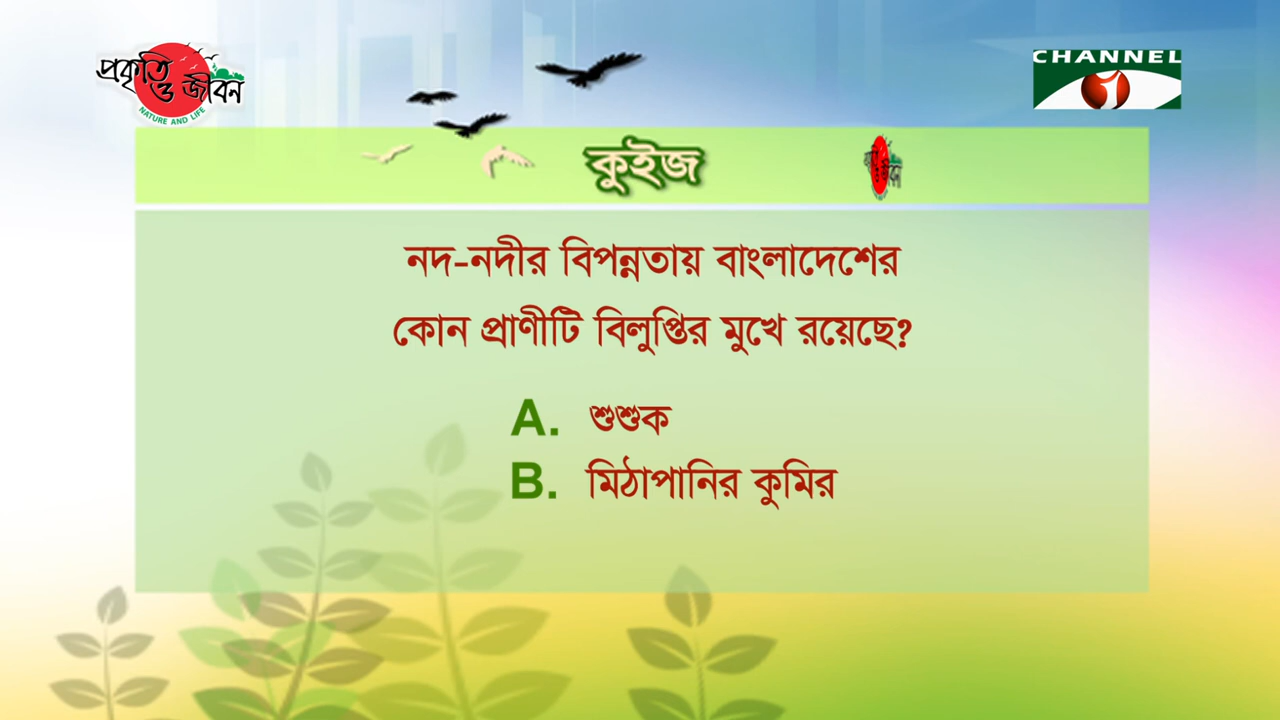 প্রকৃতি ও জীবন
NATURE AND LIFE
CHANNEL i
কুইজ
নদ-নদীর বিপন্নতায় বাংলাদেশের
কোন প্রাণীটি বিলুপ্তির মুখে রয়েছে?
A. শুশুক
B. মিঠাপানির কুমির